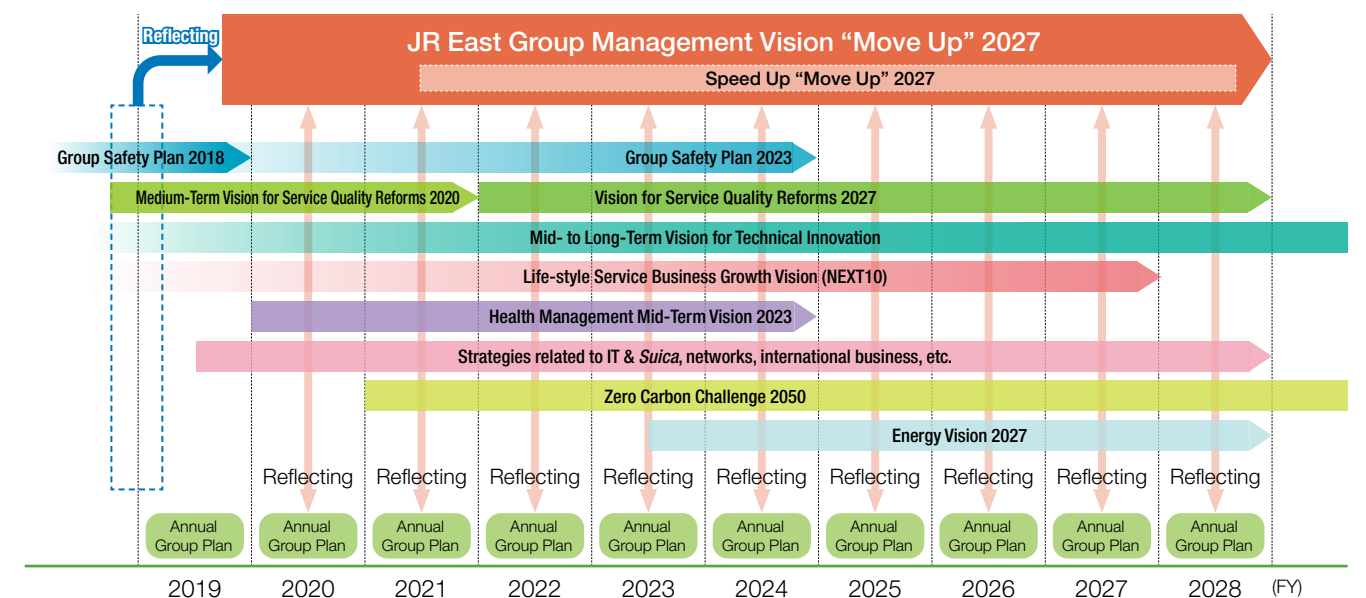 Reflecting
JR East Group Management Vision “Move Up” 2027
Speed Up “Move Up” 2027
Group Safety Plan 2018
Group Safety Plan 2023
Medium-Term Vision for Service Quality Reforms 2020
Vision for Service Quality Reforms 2027
Mid- to Long-Term Vision for Technical Innovation
Life-style Service Business Growth Vision (NEXT10)
Health Management Mid-Term Vision 2023
Strategies related to IT & Suica, networks, international business, etc.
Zero Carbon Challenge 2050
Energy Vision 2027
Reflecting Reflecting Reflecting Reflecting Reflecting Reflecting Reflecting Reflecting Reflecting
Annual Annual Annual Annual Annual Annual Annual Annual Annual Annual
Group Plan Group Plan Group Plan Group Plan Group Plan Group Plan Group Plan Group Plan Group Plan Group Plan
2019 2020 2021 2022 2023 2024 2025 2026 2027 2028 (FY)